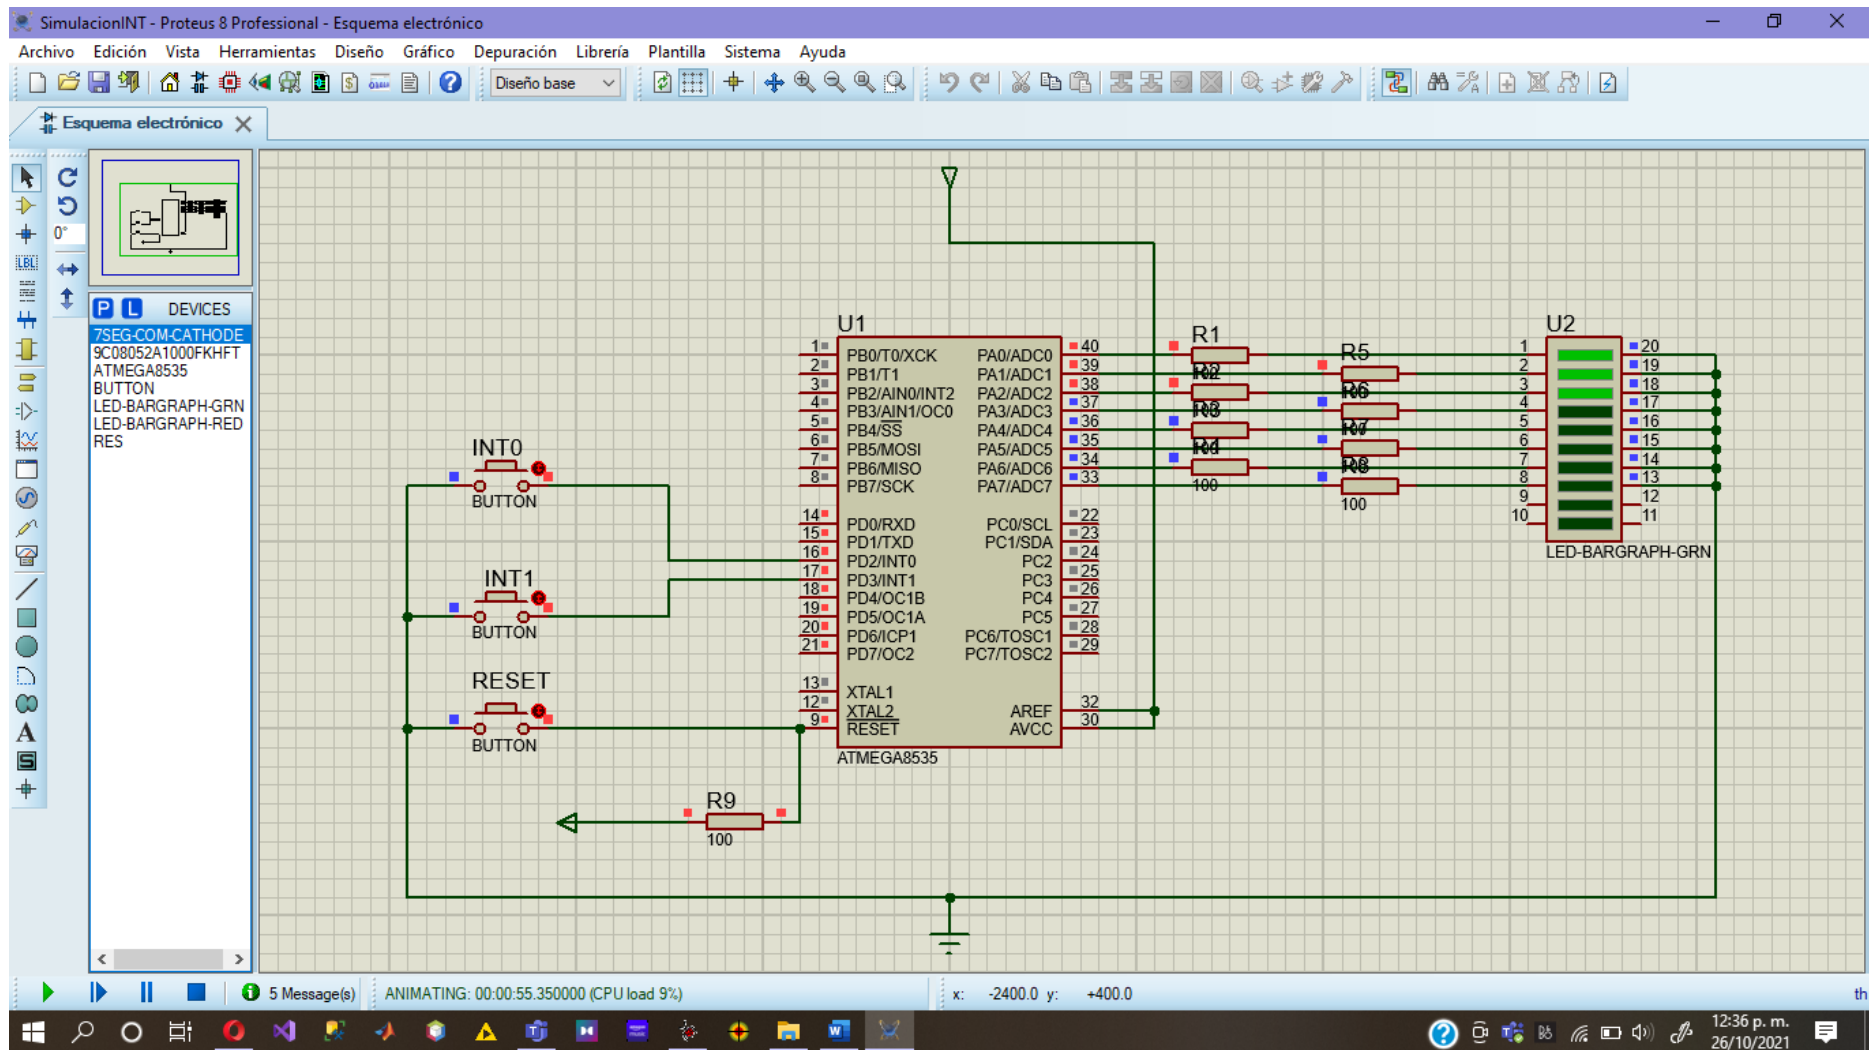 SimulacionINT - Proteus 8 Professional - Esquema electrónico
Archivo Edición Vista Herramientas Diseño Gráfico Depuración Librería Plantilla Sistema Ayuda
Diseño base
Esquema electrónico
0°
LBL
P L DEVICES
7SEG-COM-CATHODE
9C08052A1000FKHFT
ATMEGA8535
BUTTON
LED-BARGRAPH-GRN
LED-BARGRAPH-RED
RES
INT0
BUTTON
INT1
BUTTON
RESET
BUTTON
R9
100
U1
1 PB0/T0/XCK PA0/ADC0 40
2 PB1/T1 PA1/ADC1 39
3 PB2/AIN0/INT2 PA2/ADC2 38
4 PB3/AIN1/OC0 PA3/ADC3 37
5 PB4/SS PA4/ADC4 36
6 PB5/MOSI PA5/ADC5 35
7 PB6/MISO PA6/ADC6 34
8 PB7/SCK PA7/ADC7 33
14 PD0/RXD PC0/SCL 22
15 PD1/TXD PC1/SDA 23
16 PD2/INT0 PC2 24
17 PD3/INT1 PC3 25
18 PD4/OC1B PC4 26
19 PD5/OC1A PC5 27
20 PD6/ICP1 PC6/TOSC1 28
21 PD7/OC2 PC7/TOSC2 29
13 XTAL1
12 XTAL2 AREF 32
9 RESET AVCC 30
ATMEGA8535
R1
R5
R2
R6
R3
R4
R8
100
100
U2
1 20
2 19
3 18
4 17
5 16
6 15
7 14
8 13
9 12
10 11
LED-BARGRAPH-GRN
5 Message(s) ANIMATING: 00:00:55.350000 (CPU load 9%) x: -2400.0 y: +400.0 th
12:36 p. m.
26/10/2021